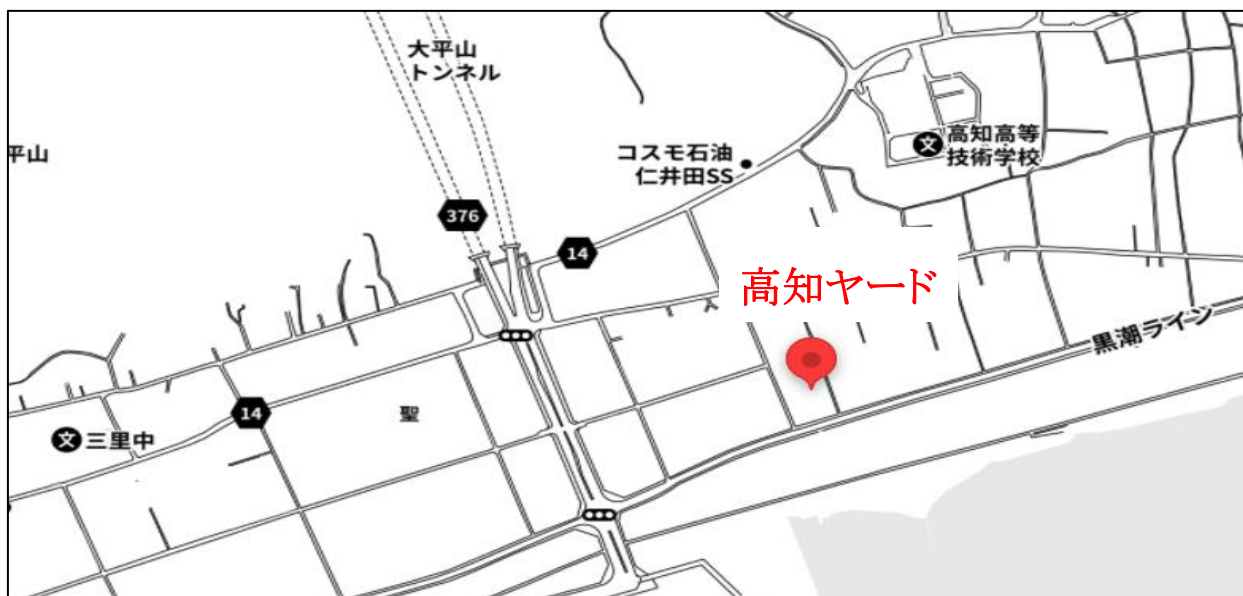 大平山
トンネル
平山
コスモ石油
仁井田SS
文
高知高等
技術学校
376
14
高知ヤード
黒潮ライン
14
聖
文
三里中